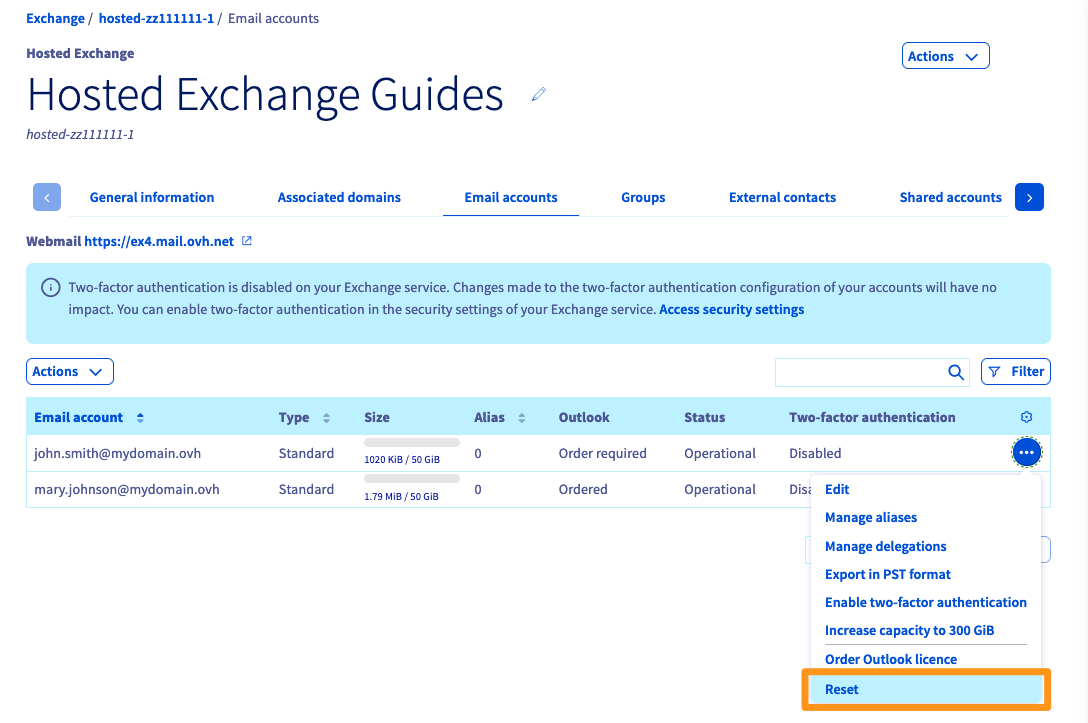 Exchange / hosted-zz111111-1 / Email accounts
Hosted Exchange
Actions
Hosted Exchange Guides
hosted-zz111111-1
General information Associated domains Email accounts Groups External contacts Shared accounts
Webmail https://ex4.mail.ovh.net
Two-factor authentication is disabled on your Exchange service. Changes made to the two-factor authentication configuration of your accounts will have no
impact. You can enable two-factor authentication in the security settings of your Exchange service. Access security settings
Actions
Filter
Email account Type Size Alias Outlook Status Two-factor authentication
john.smith@mydomain.ovh Standard 1020 KiB / 50 GiB 0 Order required Operational Disabled
mary.johnson@mydomain.ovh Standard 1.79 MiB / 50 GiB 0 Ordered Operational
Edit
Manage aliases
Manage delegations
Export in PST format
Enable two-factor authentication
Increase capacity to 300 GiB
Order Outlook licence
Reset